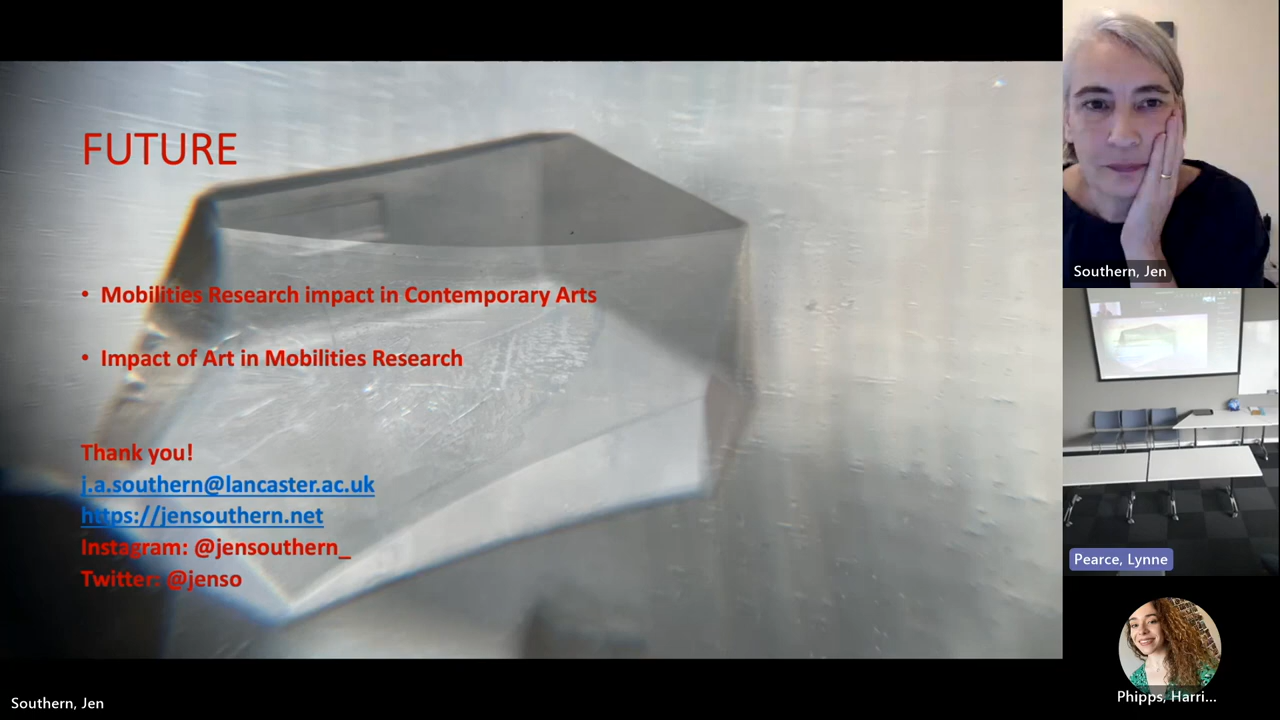 FUTURE
• Mobilities Research impact in Contemporary Arts
• Impact of Art in Mobilities Research
Thank you!
j.a.southern@lancaster.ac.uk
https://jensouthern.net
Instagram: @jensouthern_
Twitter: @jenso
Southern, Jen
Southern, Jen
Pearce, Lynne
Phipps, Harri...